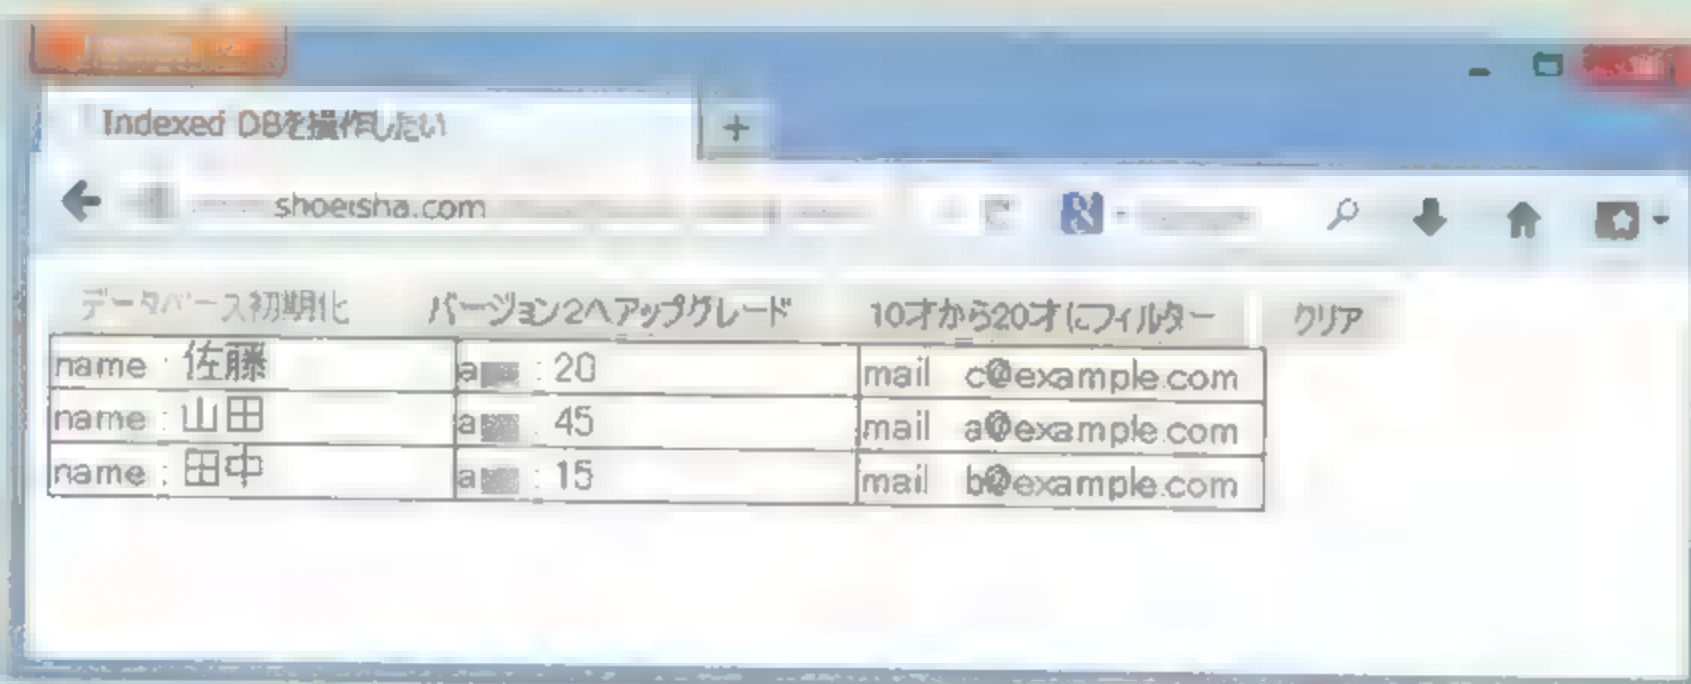 Indexed DBを操作したい
shoeisha.com
データベース初期化 バージョン2へアップグレード 10才から20才にフィルター クリア
name : 佐藤 a : 20 mail c@example.com
name : 山田 a : 45 mail a@example.com
name : 田中 a : 15 mail b@example.com